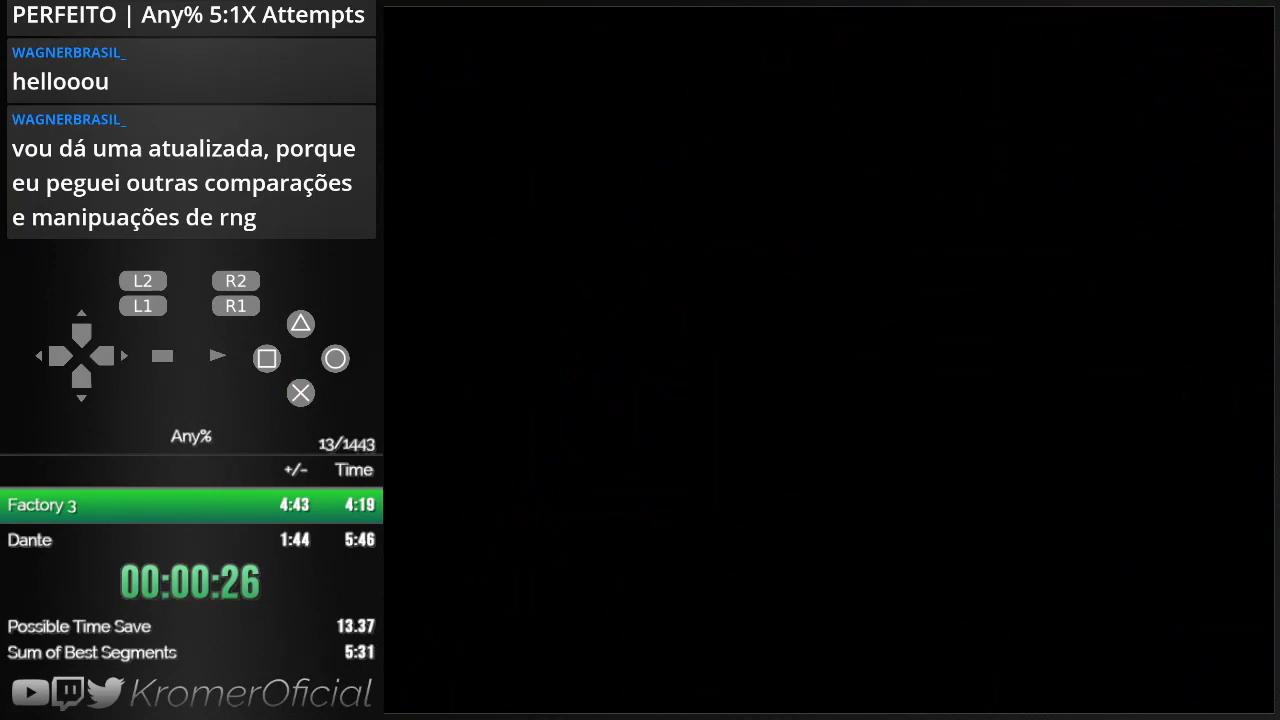 PERFEITO | Any% 5:1X Attempts
WAGNERBRASIL_
hellooou
WAGNERBRASIL_
vou dá uma atualizada, porque
eu peguei outras comparações
e manipuações de rng
L2 R2
L1 R1
Any%
13/1443
+/- Time
Factory 3 4:43 4:19
Dante 1:44 5:46
00:00:26
Possible Time Save 13.37
Sum of Best Segments 5:31
KromerOficial